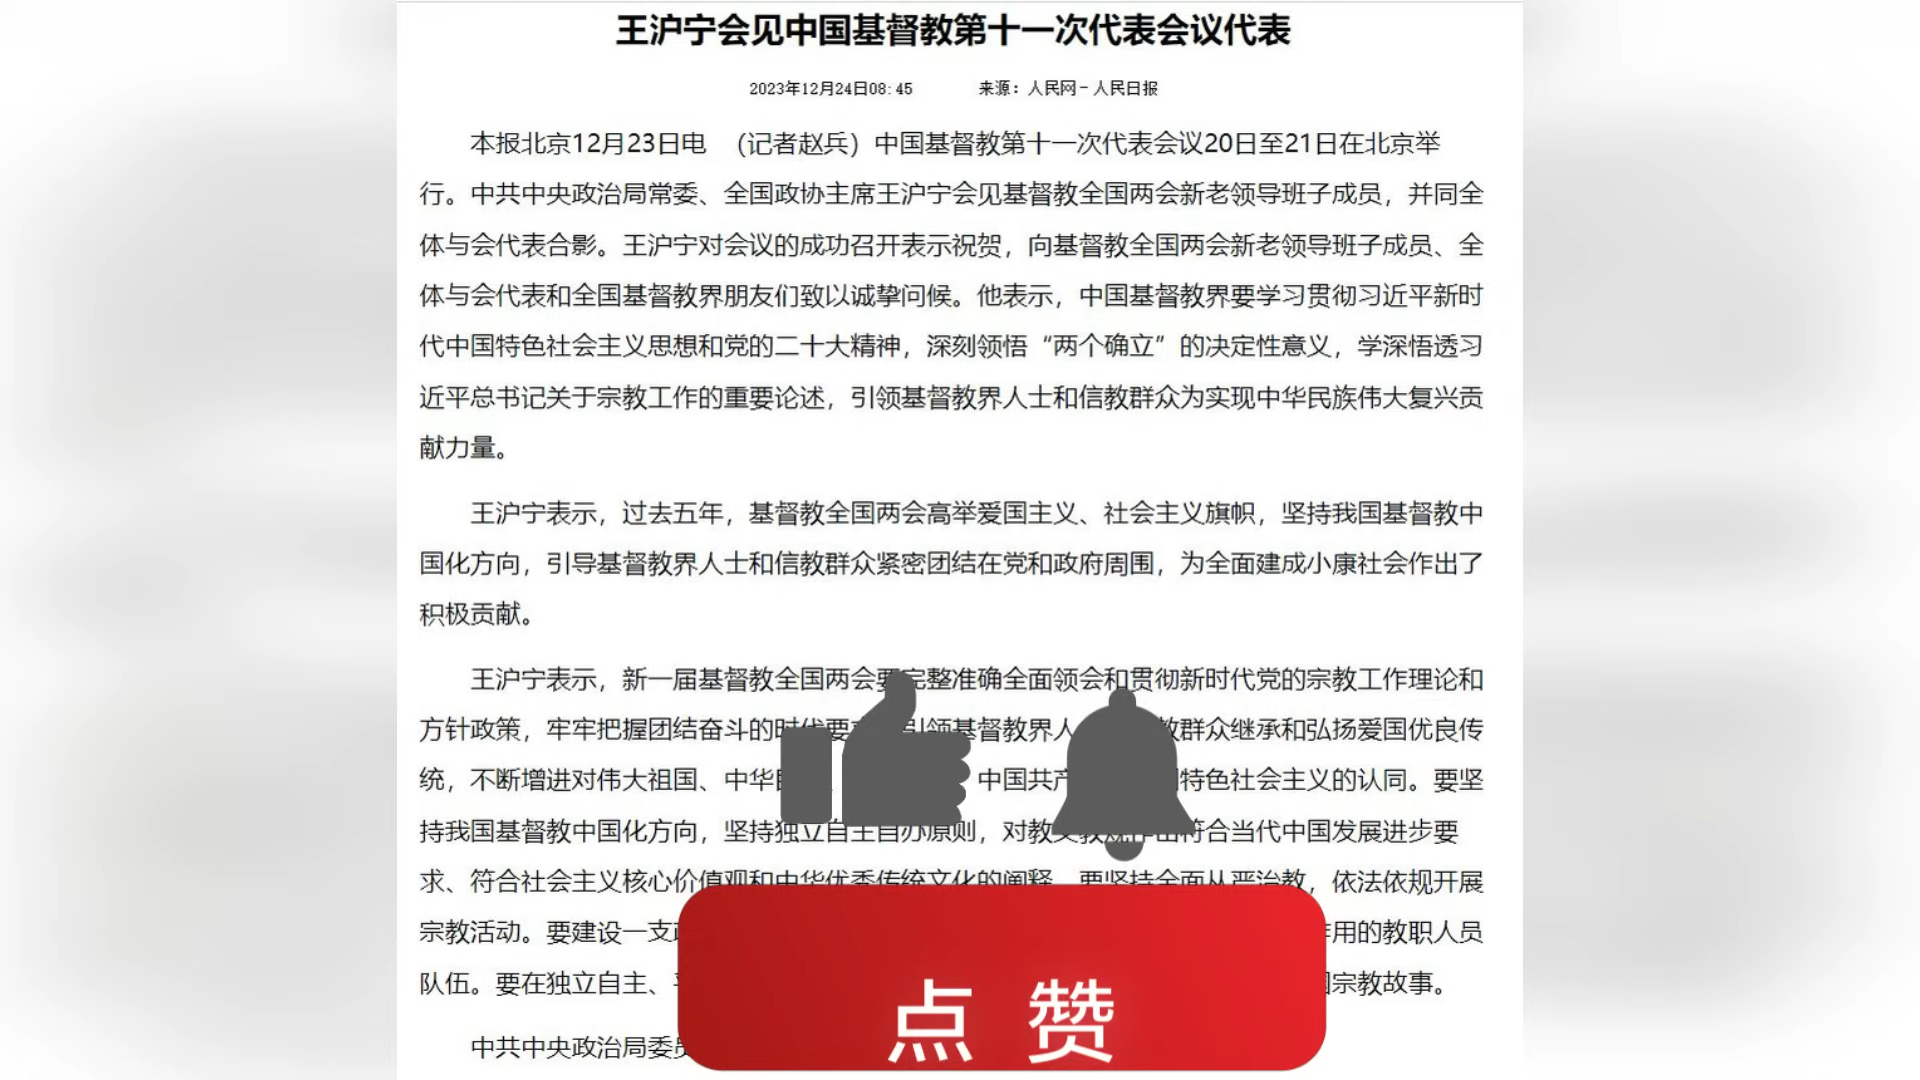 王沪宁会见中国基督教第十一次代表会议代表
2023年12月24日08:45 来源：人民网－人民日报
本报北京12月23日电 （记者赵兵）中国基督教第十一次代表会议20日至21日在北京举
行。中共中央政治局常委、全国政协主席王沪宁会见基督教全国两会新老领导班子成员，并同全
体与会代表合影。王沪宁对会议的成功召开表示祝贺，向基督教全国两会新老领导班子成员、全
体与会代表和全国基督教界朋友们致以诚挚问候。他表示，中国基督教界要学习贯彻习近平新时
代中国特色社会主义思想和党的二十大精神，深刻领悟“两个确立”的决定性意义，学深悟透习
近平总书记关于宗教工作的重要论述，引领基督教界人士和信教群众为实现中华民族伟大复兴贡
献力量。
王沪宁表示，过去五年，基督教全国两会高举爱国主义、社会主义旗帜，坚持我国基督教中
国化方向，引导基督教界人士和信教群众紧密团结在党和政府周围，为全面建成小康社会作出了
积极贡献。
王沪宁表示，新一届基督教全国两会要完整准确全面领会和贯彻新时代党的宗教工作理论和
方针政策，牢牢把握团结奋斗的时代要 引领基督教界人 教群众继承和弘扬爱国优良传
统，不断增进对伟大祖国、中华 中国共产 特色社会主义的认同。要坚
持我国基督教中国化方向，坚持独立自主自办原则，对教义教规作出符合当代中国发展进步要
求、符合社会主义核心价值观和中华优秀传统文化的阐释。要坚持全面从严治教，依法依规开展
宗教活动。要建设一支 用的教职人员
队伍。要在独立自主、 宗教故事。
中共中央政治局委
点 赞